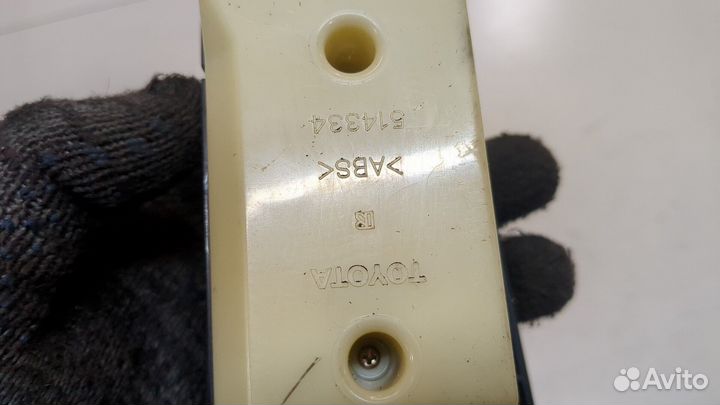 TOYOTA
>ABS<
514334
Avito